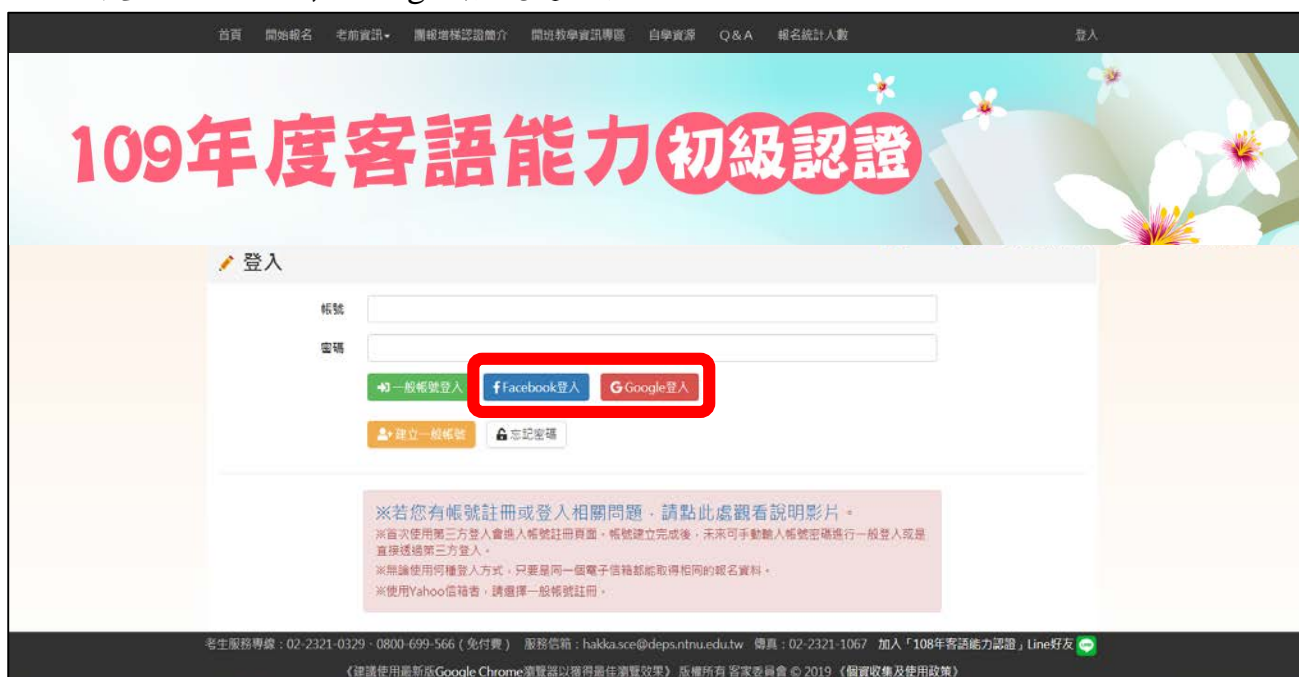 首頁 開始報名 考前資訊 團報增梯認證簡介 開班教學資訊專區 自學資源 Q&A 報名統計人數 登入
109年度客語能力初級認證
登入
帳號
密碼
一般帳號登入 Facebook登入 Google登入
建立一般帳號 忘記密碼
※若您有帳號註冊或登入相關問題，請點此處觀看說明影片。
※首次使用第三方登入會進入帳號註冊頁面，帳號建立完成後，未來可手動輸入帳號密碼進行一般登入或是
直接透過第三方登入。
※無論使用何種登入方式，只要是同一個電子信箱都能取得相同的報名資料。
※使用Yahoo信箱者，請選擇一般帳號註冊。
考生服務專線：02-2321-0329、0800-699-566 ( 免付費 ) 服務信箱：hakka.sce@deps.ntnu.edu.tw 傳真：02-2321-1067 加入「108年客語能力認證」Line好友
《建議使用最新版Google Chrome瀏覽器以獲得最佳瀏覽效果》 版權所有 客家委員會 © 2019 《個資收集及使用政策》